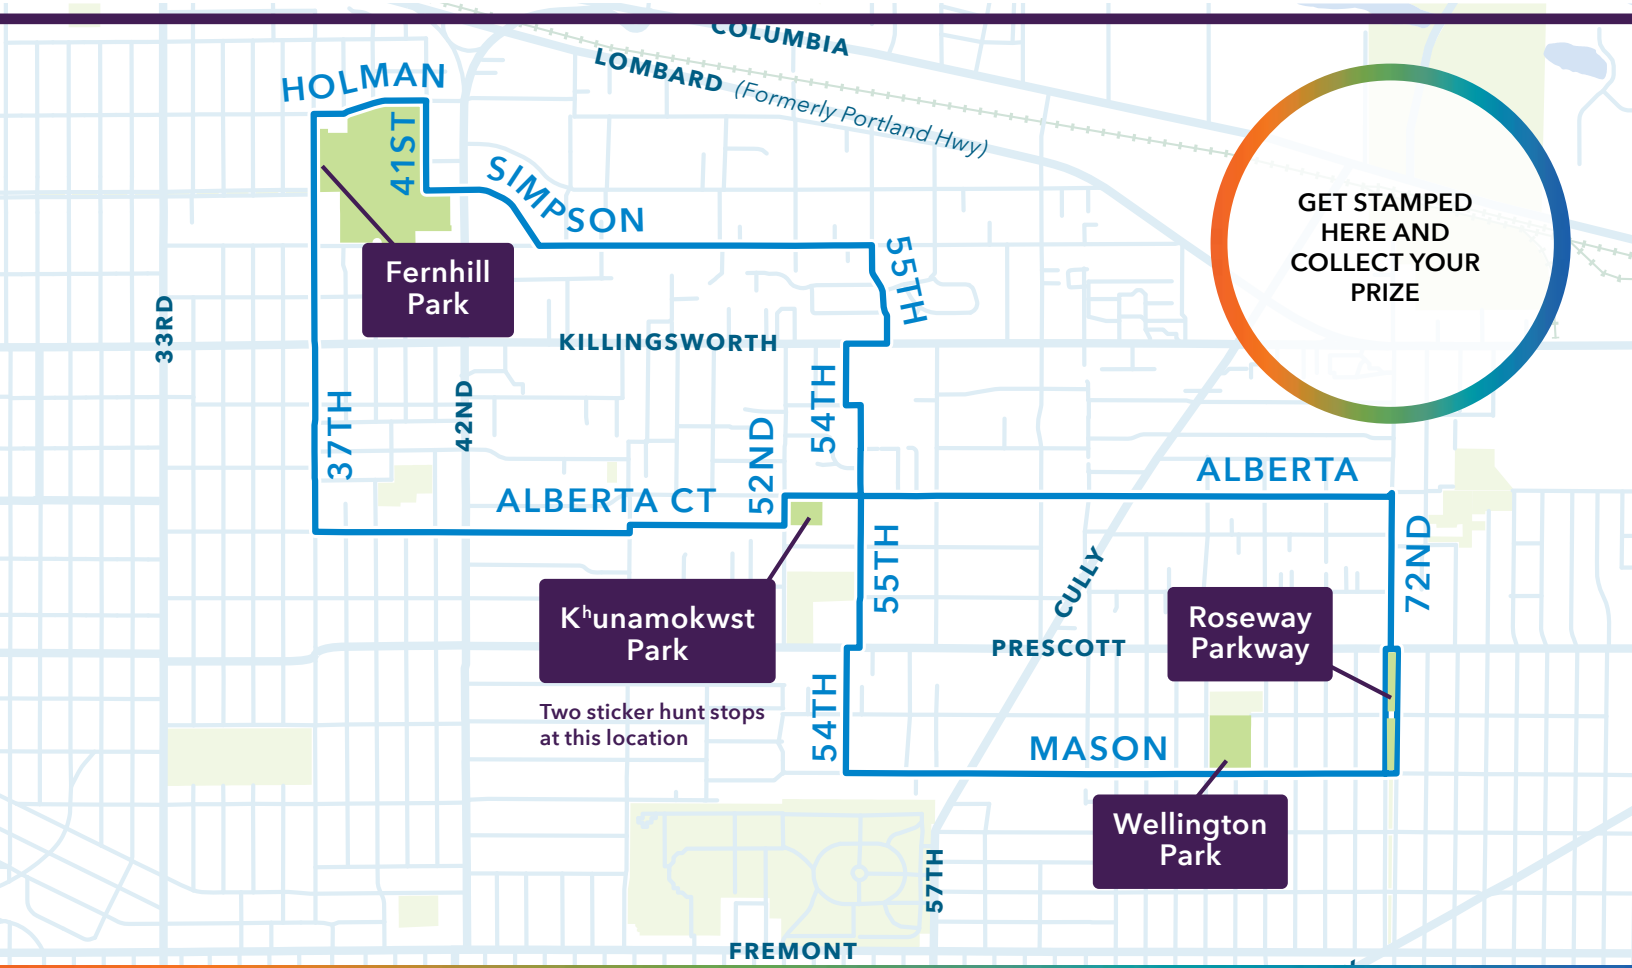 COLUMBIA
LOMBARD (Formerly Portland Hwy)
HOLMAN
41ST
SIMPSON
55TH
GET STAMPED
HERE AND
COLLECT YOUR
PRIZE
Fernhill
Park
33RD
KILLINGSWORTH
37TH
42ND
54TH
52ND
ALBERTA CT
ALBERTA
55TH
CULLY
72ND
Khunamokwst
Park
Two sticker hunt stops
at this location
PRESCOTT
Roseway
Parkway
54TH
MASON
Wellington
Park
57TH
FREMONT